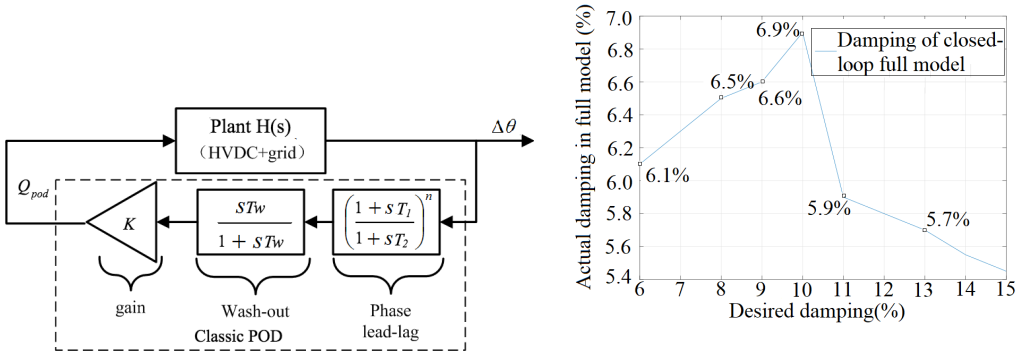 Plant H(s)
(HVDC+grid)
Δθ
Q_pod
K
sTw
1 + sTw
(1 + sT₁ / 1 + sT₂)ⁿ
gain
Wash-out
Phase
lead-lag
Classic POD
Actual damping in full model (%)
7.0
6.8
6.6
6.4
6.2
6.0
5.8
5.6
5.4
6.1%
6.5%
6.6%
6.9%
5.9%
5.7%
Damping of closed-
loop full model
6 7 8 9 10 11 12 13 14 15
Desired damping(%)